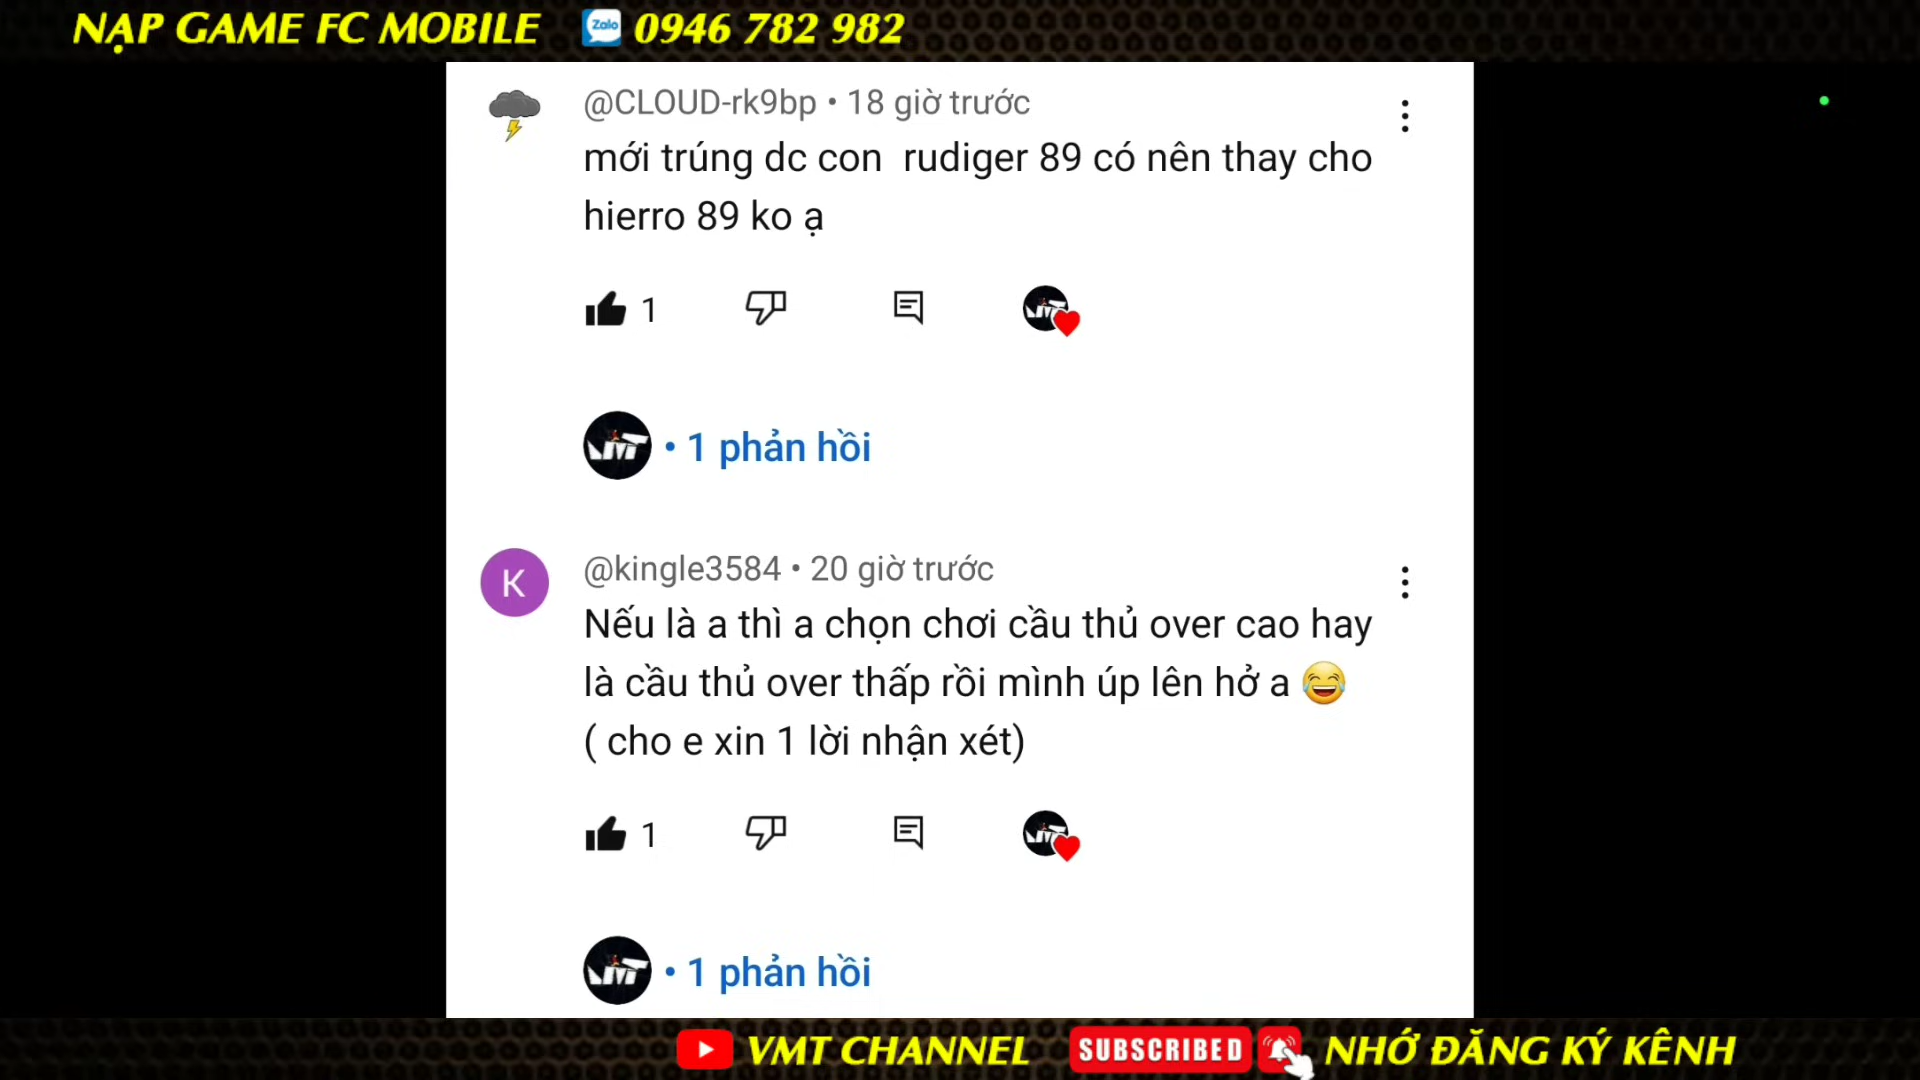 NẠP GAME FC MOBILE Zalo 0946 782 982
@CLOUD-rk9bp • 18 giờ trước
mới trúng dc con rudiger 89 có nên thay cho
hierro 89 ko ạ
1
• 1 phản hồi
K
@kingle3584 • 20 giờ trước
Nếu là a thì a chọn chơi cầu thủ over cao hay
là cầu thủ over thấp rồi mình úp lên hở a 😂
( cho e xin 1 lời nhận xét)
1
• 1 phản hồi
VMT CHANNEL SUBSCRIBED NHỚ ĐĂNG KÝ KÊNH